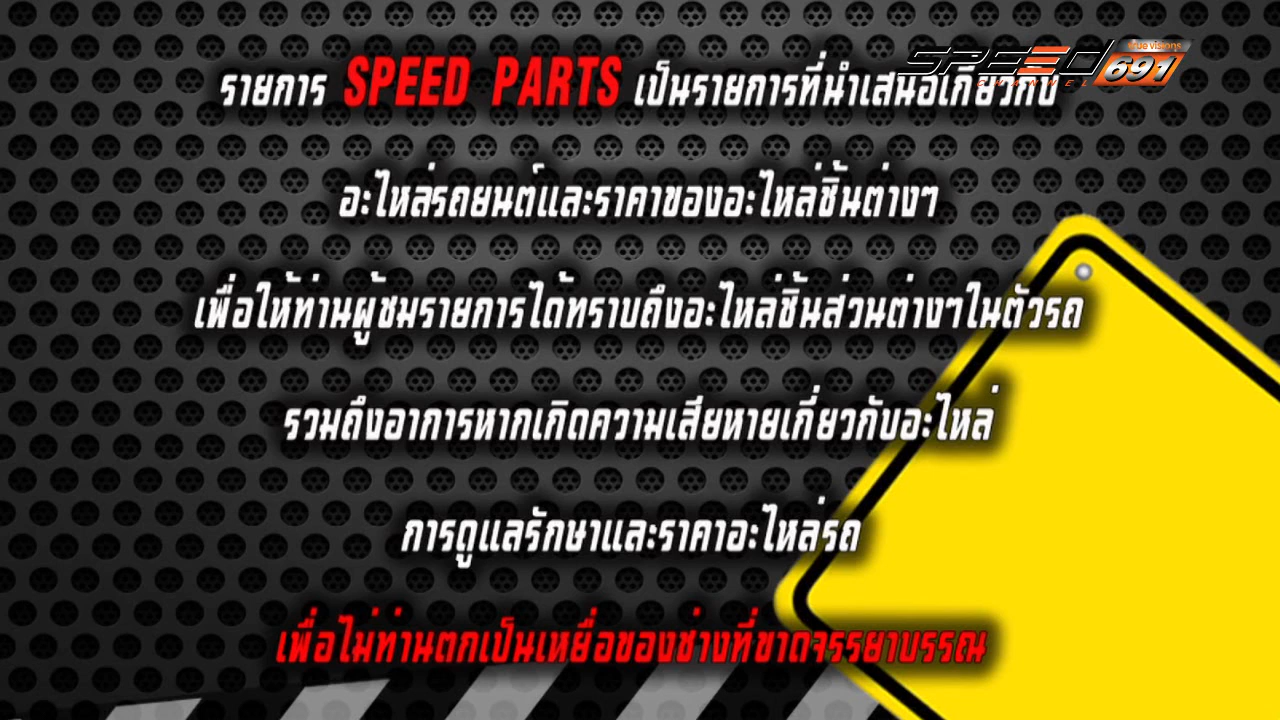 รายการ SPEED PARTS เป็นรายการที่นำเสนอเกี่ยวกับ
SPEED CHANNEL true visions 691
อะไหล่รถยนต์และราคาของอะไหล่ชิ้นต่างๆ
เพื่อให้ท่านผู้ชมรายการได้ทราบถึงอะไหล่ชิ้นส่วนต่างๆในตัวรถ
รวมถึงอาการหากเกิดความเสียหายเกี่ยวกับอะไหล่
การดูแลรักษาและราคาอะไหล่รถ
เพื่อไม่ท่านตกเป็นเหยื่อของช่างที่ขาดจรรยาบรรณ